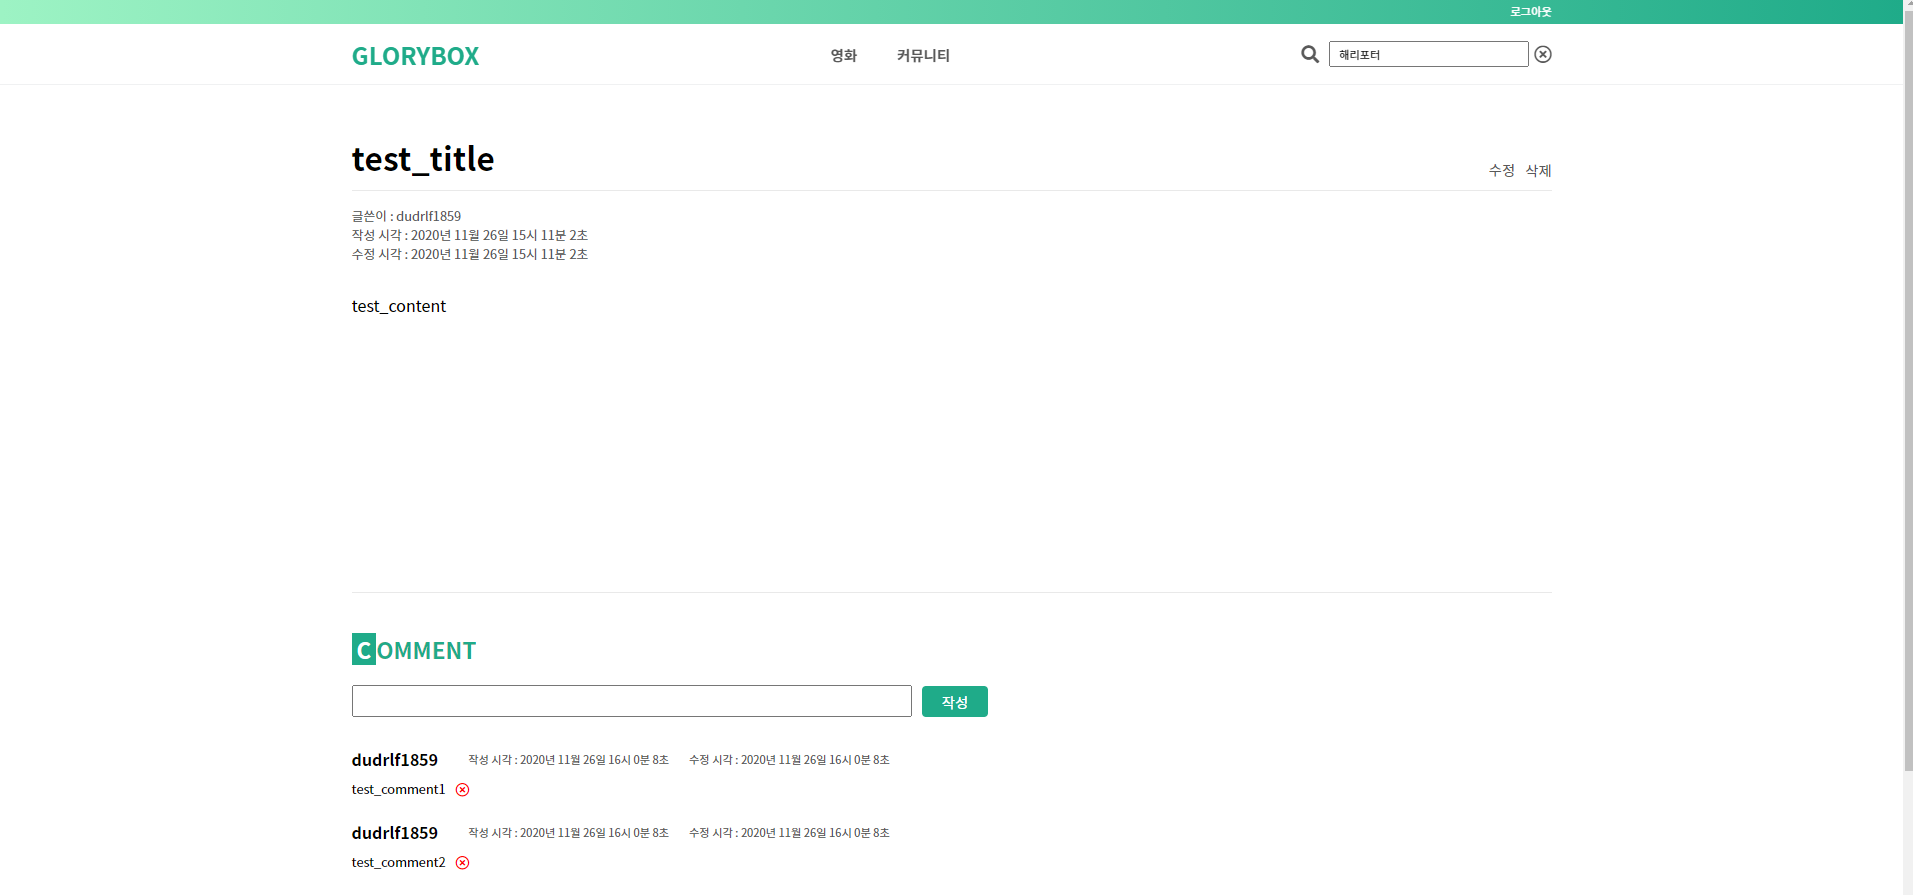 로그아웃
GLORYBOX 영화 커뮤니티 해리포터
test_title
수정 삭제
글쓴이 : dudrlf1859
작성 시각 : 2020년 11월 26일 15시 11분 2초
수정 시각 : 2020년 11월 26일 15시 11분 2초
test_content
COMMENT
작성
dudrlf1859 작성 시각 : 2020년 11월 26일 16시 0분 8초 수정 시각 : 2020년 11월 26일 16시 0분 8초
test_comment1
dudrlf1859 작성 시각 : 2020년 11월 26일 16시 0분 8초 수정 시각 : 2020년 11월 26일 16시 0분 8초
test_comment2